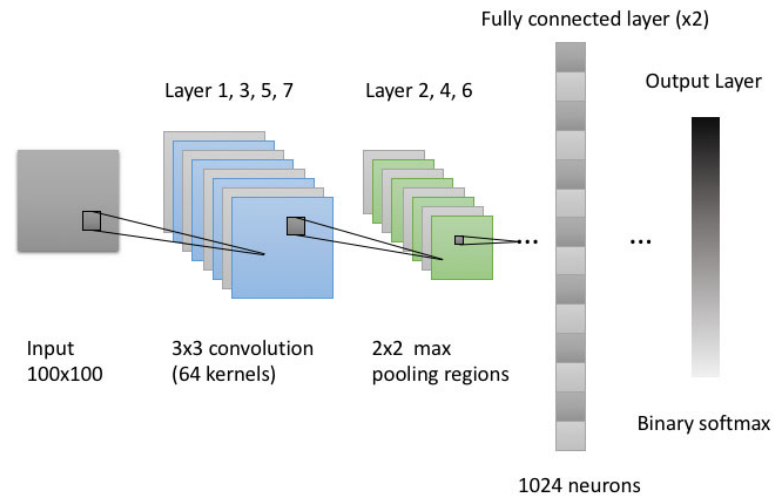 Fully connected layer (x2)
Layer 1, 3, 5, 7
Layer 2, 4, 6
Output Layer
...
...
Input
100x100
3x3 convolution
(64 kernels)
2x2 max
pooling regions
Binary softmax
1024 neurons